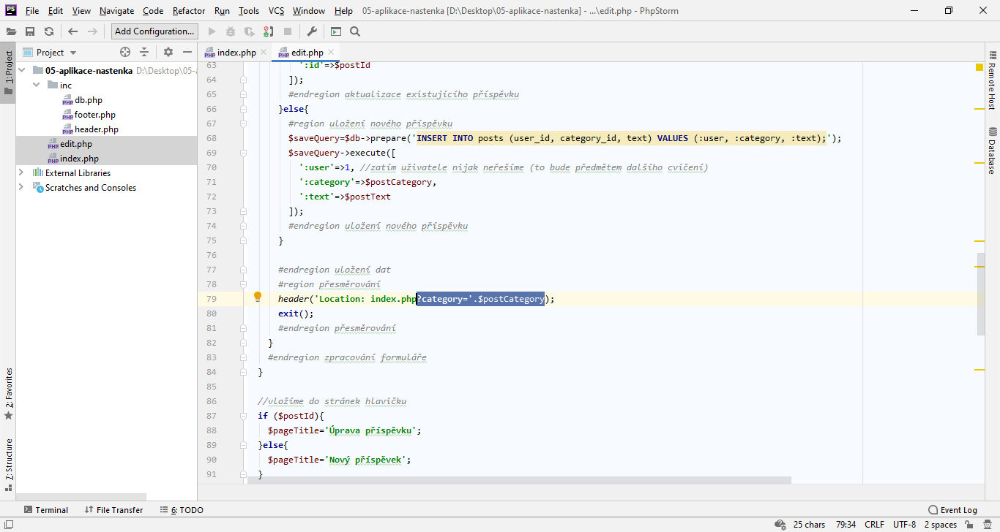 PS File Edit View Navigate Code Refactor Run Tools VCS Window Help 05-aplikace-nastenka [D:\Desktop\05-aplikace-nastenka] - ...\edit.php - PhpStorm
Add Configuration...
Project
index.php
edit.php
1: Project
05-aplikace-nastenka D:\Desktop\05-a
inc
db.php
footer.php
header.php
edit.php
index.php
External Libraries
Scratches and Consoles
2: Favorites
7: Structure
63 ':id'=>$postId
64 ]);
65 #endregion aktualizace existujícího příspěvku
66 }else{
67 #region uložení nového příspěvku
68 $saveQuery=$db->prepare('INSERT INTO posts (user_id, category_id, text) VALUES (:user, :category, :text);');
69 $saveQuery->execute([
70 ':user'=>1, //zatím uživatele nijak neřešíme (to bude předmětem dalšího cvičení)
71 ':category'=>$postCategory,
72 ':text'=>$postText
73 ]);
74 #endregion uložení nového příspěvku
75 }
76
77 #endregion uložení dat
78 #region přesměrování
79 header('Location: index.php?category='.$postCategory);
80 exit();
81 #endregion přesměrování
82 }
83 #endregion zpracování formuláře
84 }
85
86 //vložíme do stránek hlavičku
87 if ($postId){
88 $pageTitle='Úprava příspěvku';
89 }else{
90 $pageTitle='Nový příspěvek';
91 }
Remote Host
Database
Terminal File Transfer 6: TODO Event Log
25 chars 79:34 CRLF UTF-8 2 spaces